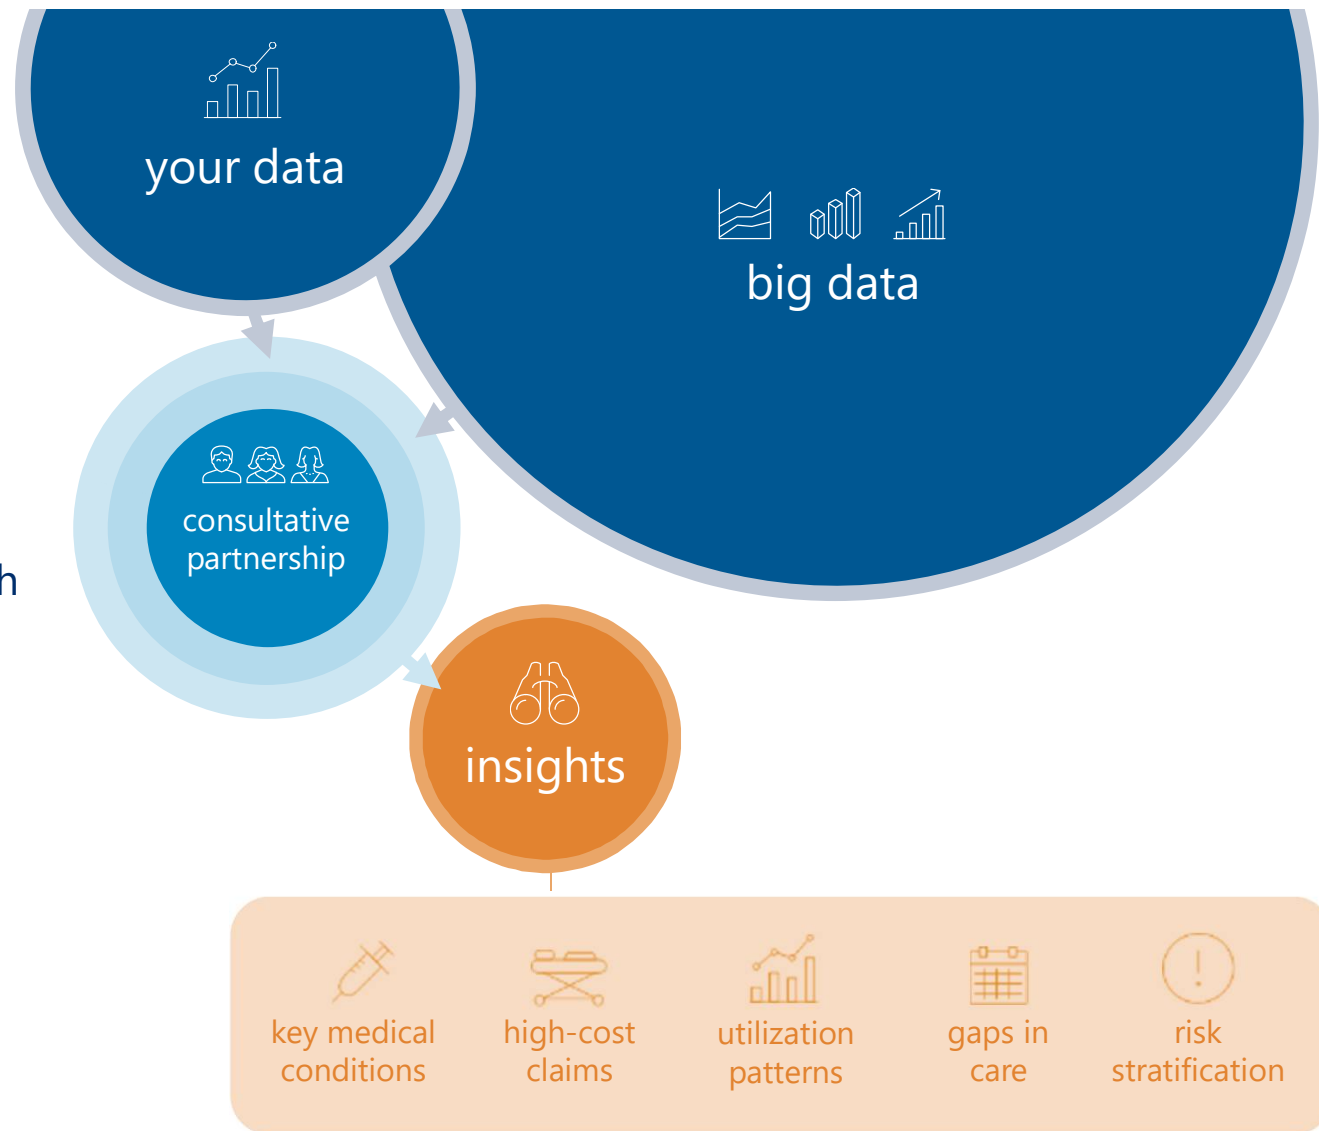 your data
big data
consultative
partnership
h
insights
key medical
conditions
high-cost
claims
utilization
patterns
gaps in
care
risk
stratification